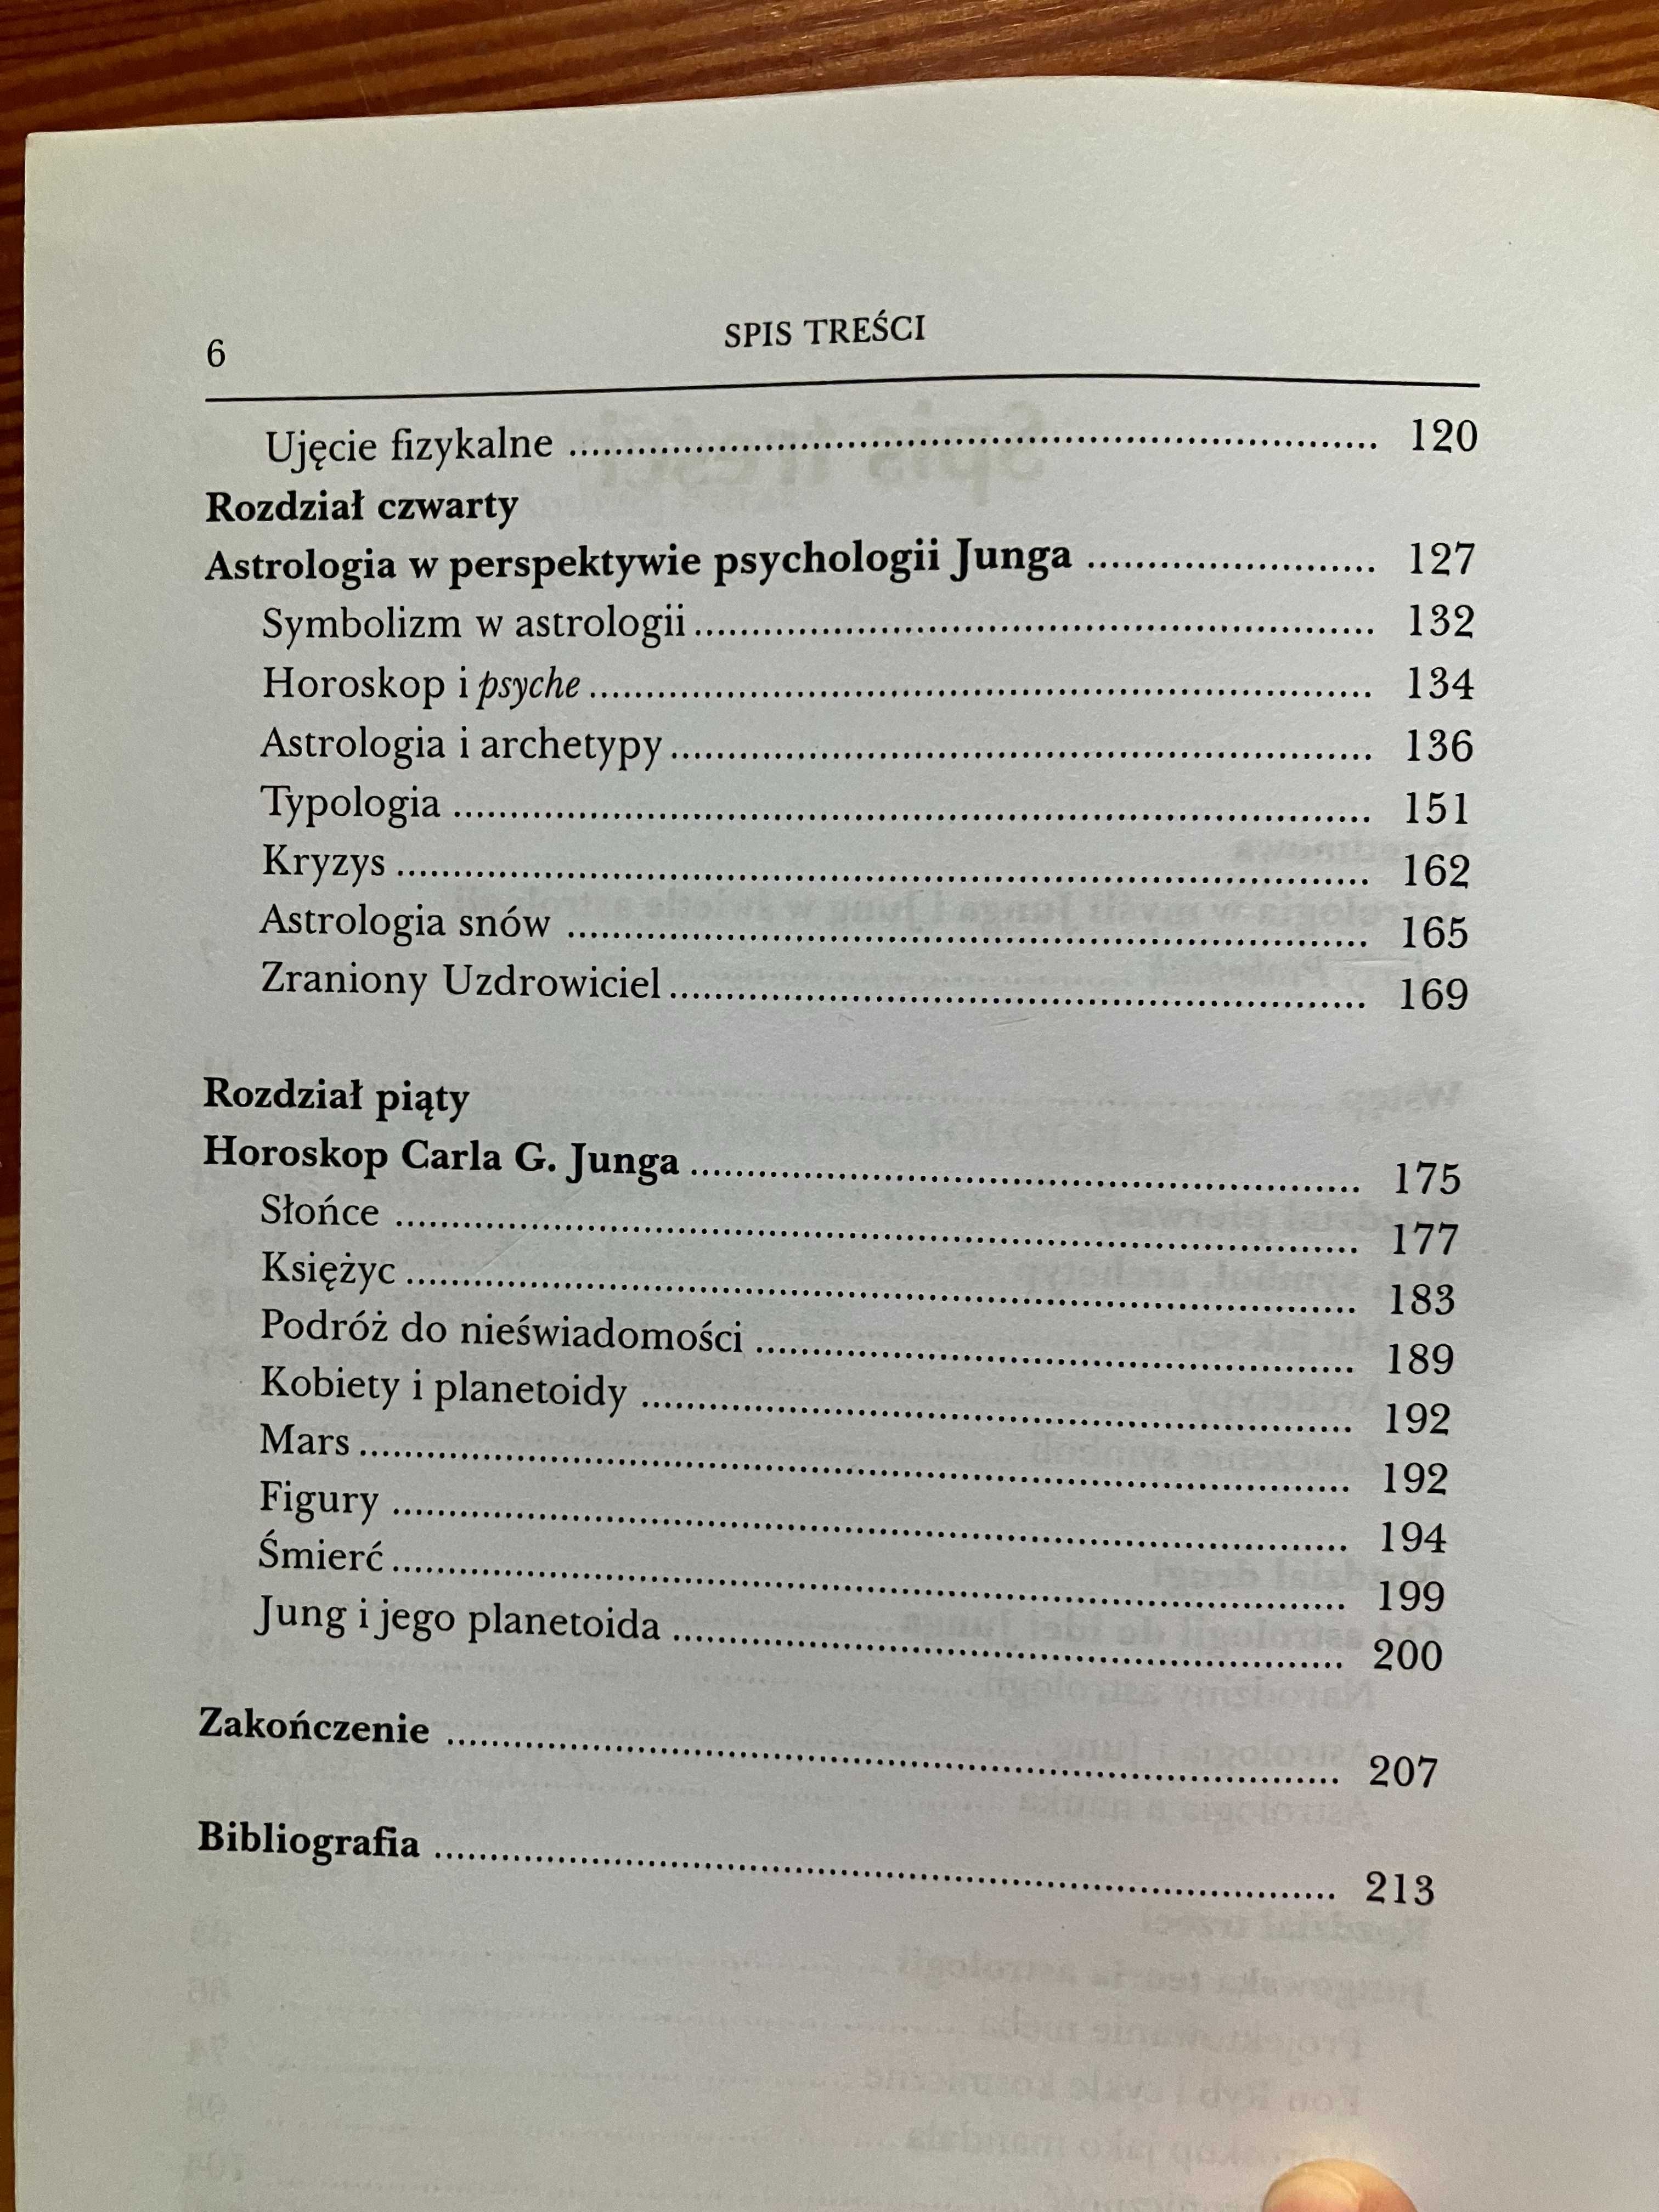 6 SPIS TREŚCI
Ujęcie fizykalne ........ 120
Rozdział czwarty
Astrologia w perspektywie psychologii Junga ........ 127
Symbolizm w astrologii ........ 132
Horoskop i psyche ........ 134
Astrologia i archetypy ........ 136
Typologia ........ 151
Kryzys ........ 162
Astrologia snów ........ 165
Zraniony Uzdrowiciel ........ 169
Rozdział piąty
Horoskop Carla G. Junga ........ 175
Słońce ........ 177
Księżyc ........ 183
Podróż do nieświadomości ........ 189
Kobiety i planetoidy ........ 192
Mars ........ 192
Figury ........ 194
Śmierć ........ 199
Jung i jego planetoida ........ 200
Zakończenie ........ 207
Bibliografia ........ 213